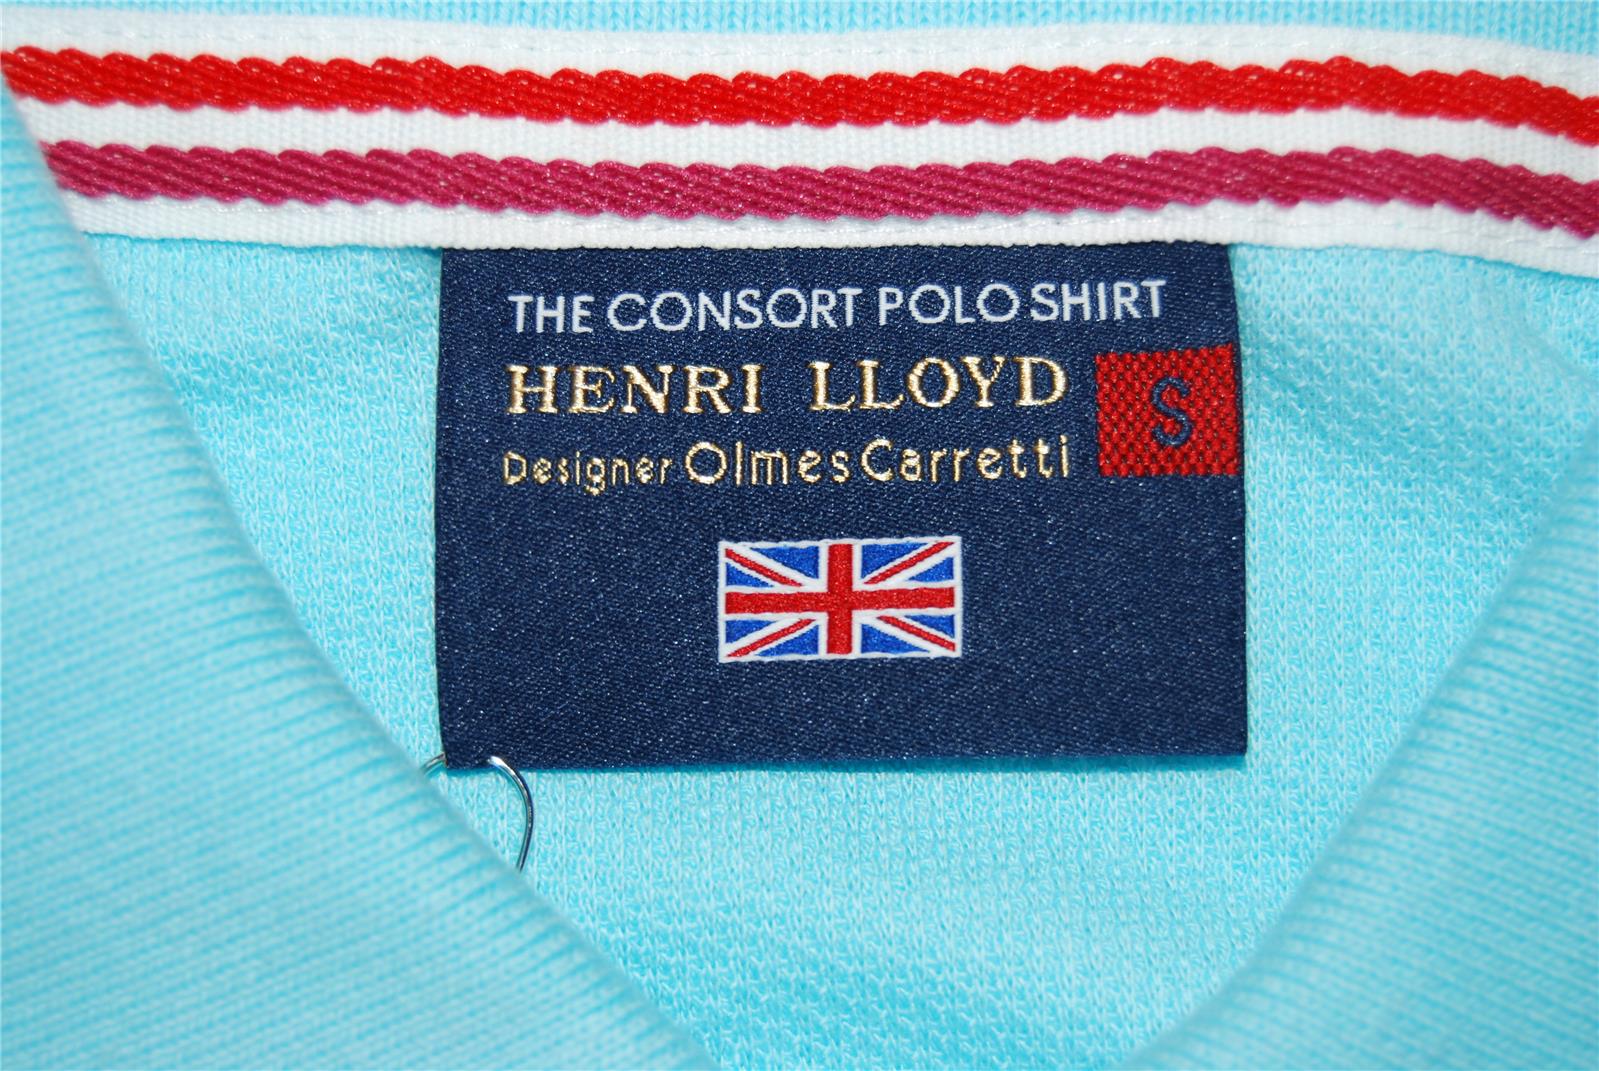 THE CONSORT POLO SHIRT
HENRI LLOYD
S
Designer Olmes Carretti